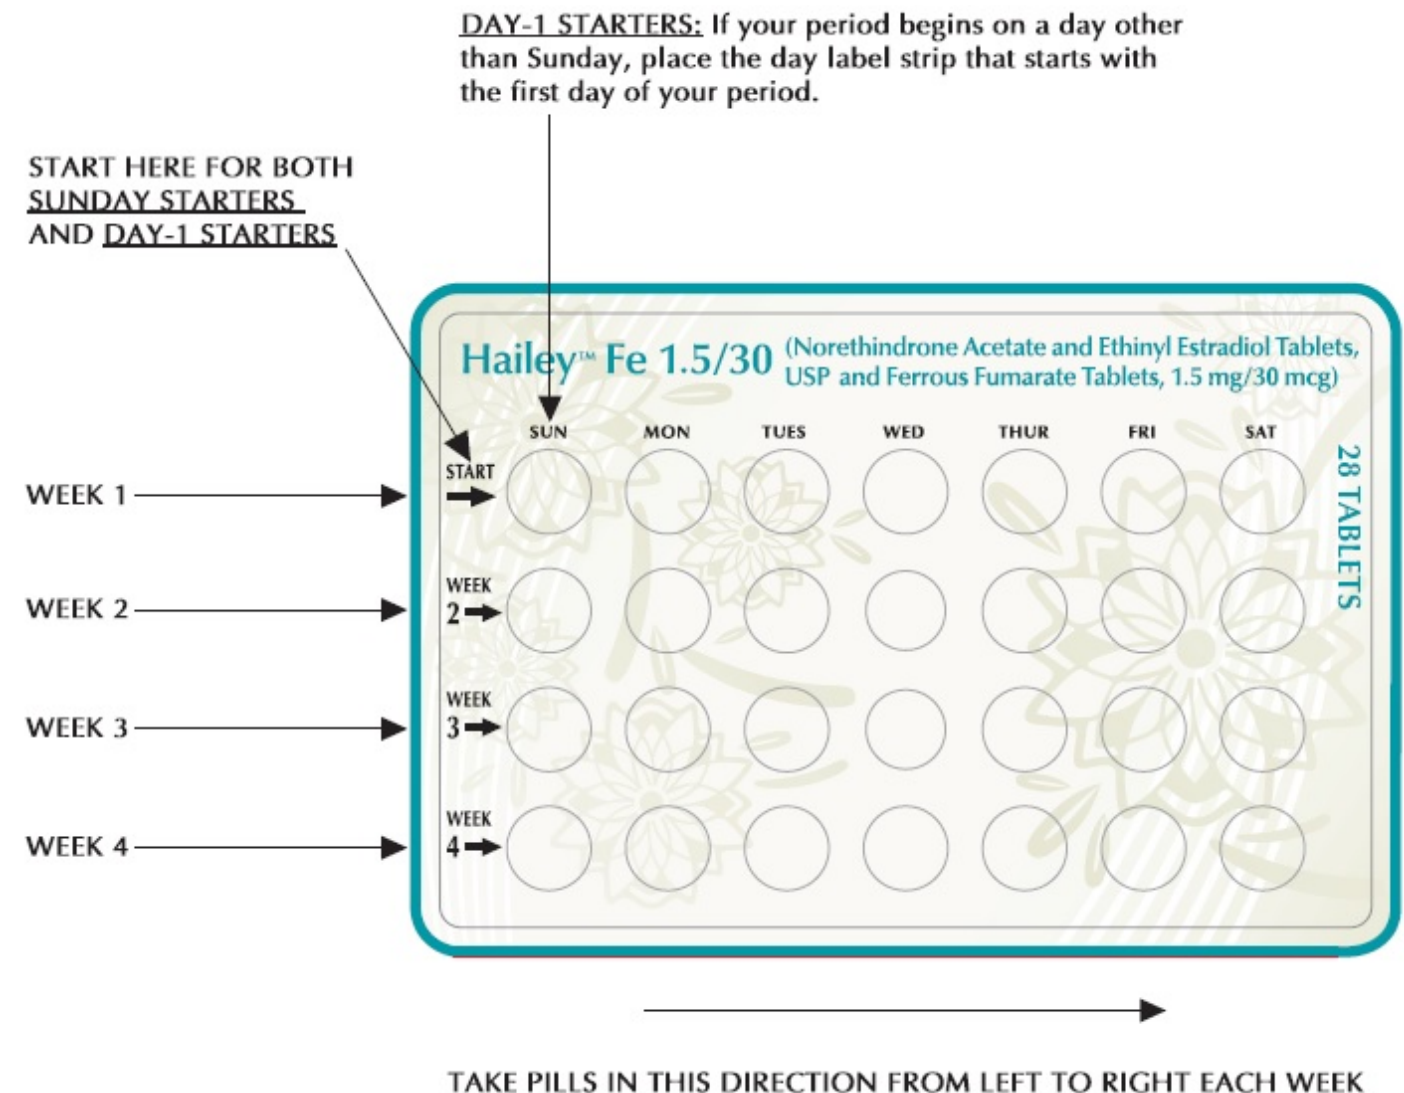 DAY-1 STARTERS: If your period begins on a day other
than Sunday, place the day label strip that starts with
the first day of your period.
START HERE FOR BOTH
SUNDAY STARTERS
AND DAY-1 STARTERS
Hailey™ Fe 1.5/30
(Norethindrone Acetate and Ethinyl Estradiol Tablets,
USP and Ferrous Fumarate Tablets, 1.5 mg/30 mcg)
SUN MON TUES WED THUR FRI SAT
START
WEEK 1
28 TABLETS
WEEK
2
WEEK 2
WEEK
3
WEEK 3
WEEK
4
WEEK 4
TAKE PILLS IN THIS DIRECTION FROM LEFT TO RIGHT EACH WEEK